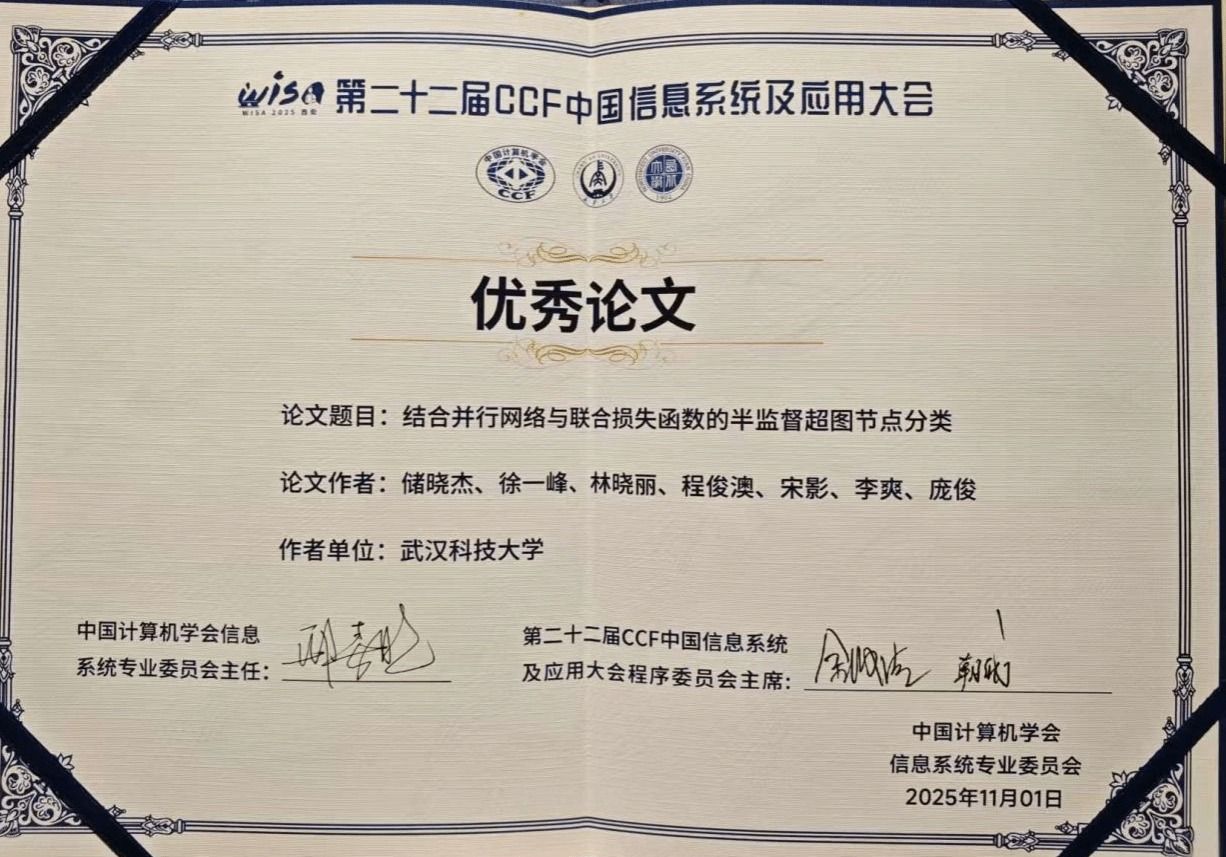 wisa 第二十二届CCF中国信息系统及应用大会
WISA 2025 西安
中国计算机学会
CCF
1902
优秀论文
论文题目：结合并行网络与联合损失函数的半监督超图节点分类
论文作者：储晓杰、徐一峰、林晓丽、程俊澳、宋影、李爽、庞俊
作者单位：武汉科技大学
中国计算机学会信息
系统专业委员会主任：
第二十二届CCF中国信息系统
及应用大会程序委员会主席：
中国计算机学会
信息系统专业委员会
2025年11月01日